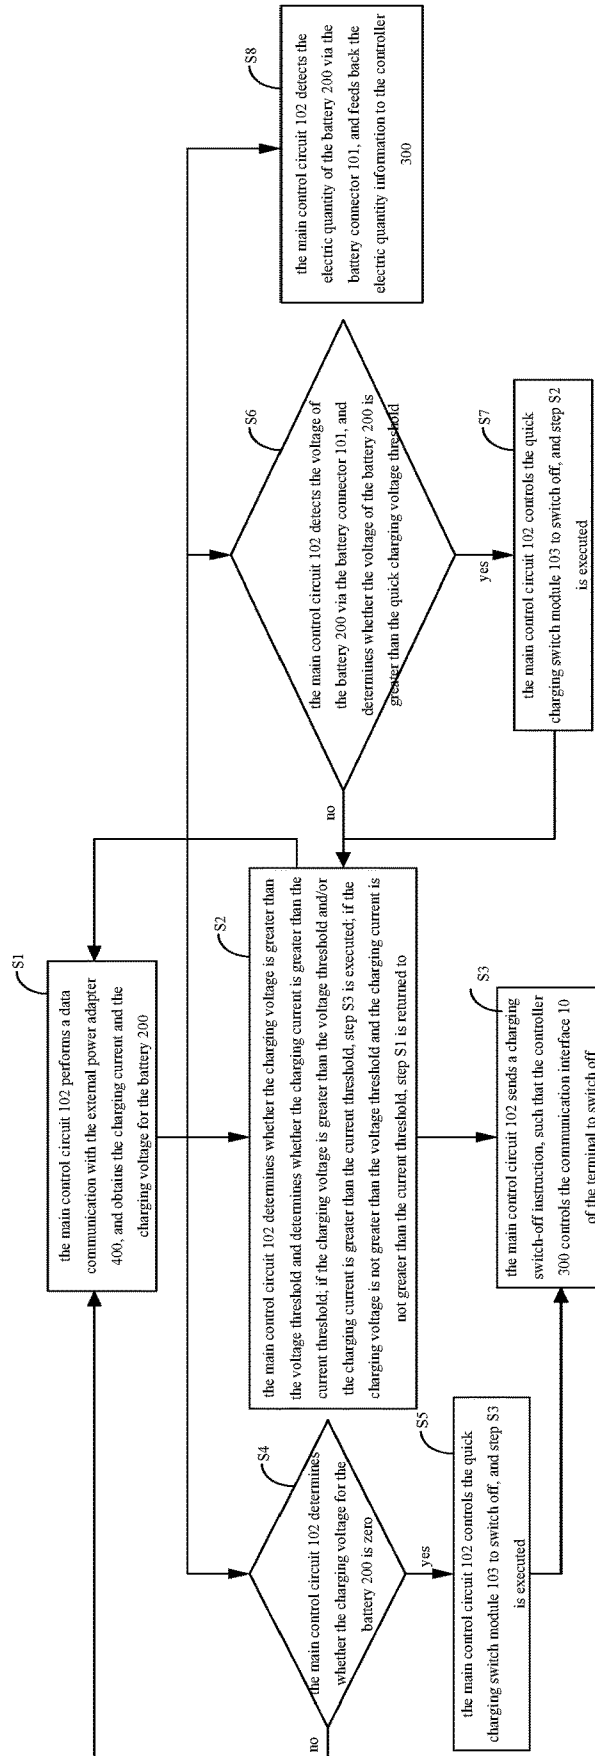 S1
the main control circuit 102 performs a data
communication with the external power adapter
400, and obtains the charging current and the
charging voltage for the battery 200
S4
the main control circuit 102 determines
whether the charging voltage for the
battery 200 is zero
no
yes
S2
the main control circuit 102 determines whether the charging voltage is greater than
the voltage threshold and determines whether the charging current is greater than the
current threshold; if the charging voltage is greater than the voltage threshold and/or
the charging current is greater than the current threshold, step S3 is executed; if the
charging voltage is not greater than the voltage threshold and the charging current is
not greater than the current threshold, step S1 is returned to
S6
the main control circuit 102 detects the voltage of
the battery 200 via the battery connector 101, and
determines whether the voltage of the battery 200 is
greater than the quick charging voltage threshold
no
yes
S8
the main control circuit 102 detects the
electric quantity of the battery 200 via the
battery connector 101, and feeds back the
electric quantity information to the controller
300
S5
the main control circuit 102 controls the quick
charging switch module 103 to switch off, and step S3
is executed
S3
the main control circuit 102 sends a charging
switch-off instruction, such that the controller
300 controls the communication interface 10
of the terminal to switch off
S7
the main control circuit 102 controls the quick
charging switch module 103 to switch off, and step S2
is executed